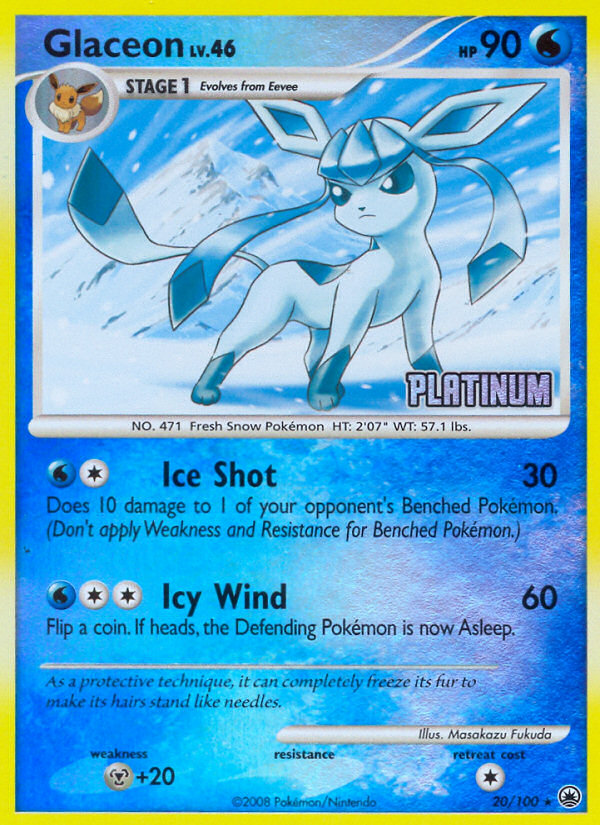 Glaceon LV.46 HP 90
STAGE 1 Evolves from Eevee
PLATINUM
NO. 471 Fresh Snow Pokémon HT: 2'07" WT: 57.1 lbs.
Ice Shot 30
Does 10 damage to 1 of your opponent's Benched Pokémon.
(Don't apply Weakness and Resistance for Benched Pokémon.)
Icy Wind 60
Flip a coin. If heads, the Defending Pokémon is now Asleep.
As a protective technique, it can completely freeze its fur to
make its hairs stand like needles.
Illus. Masakazu Fukuda
weakness resistance retreat cost
+20
©2008 Pokémon/Nintendo 20/100 ★